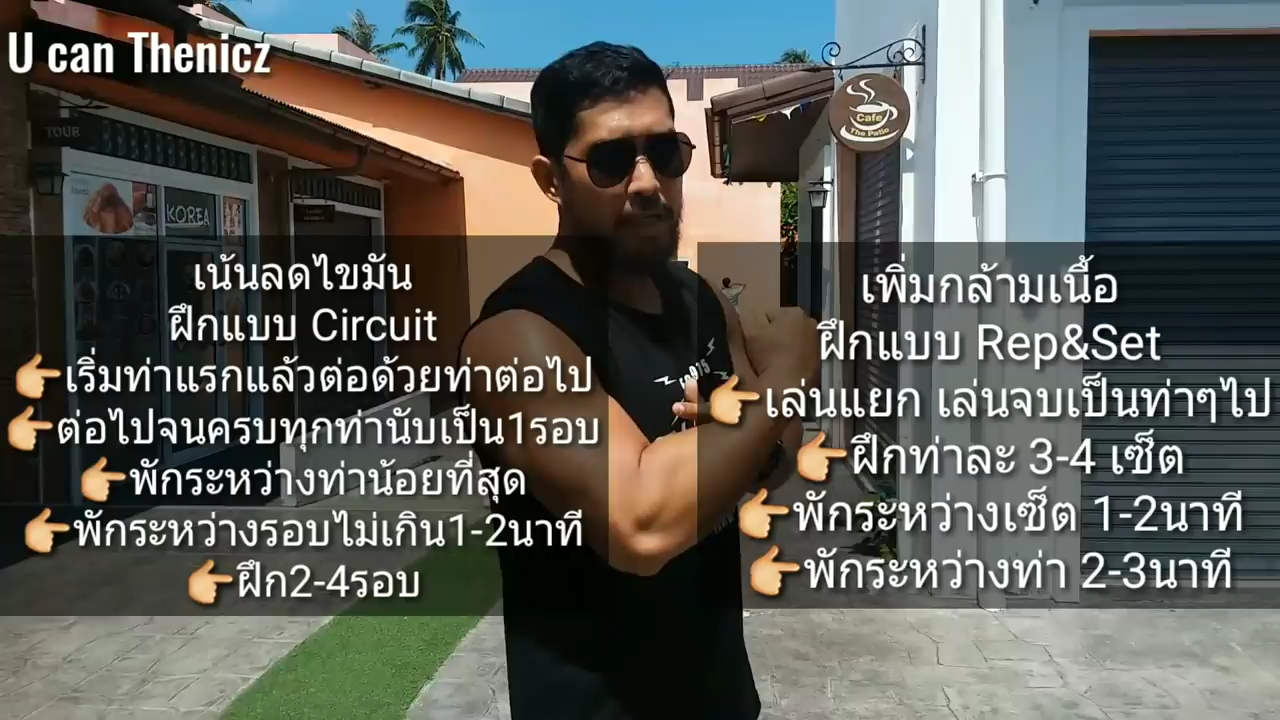 U can Thenicz
TOUR
KOREA
Cafe
The Patio
เน้นลดไขมัน
ฝึกแบบ Circuit
👉เริ่มท่าแรกแล้วต่อด้วยท่าต่อไป
👉ต่อไปจนครบทุกท่านับเป็น1รอบ
👉พักระหว่างท่าน้อยที่สุด
👉พักระหว่างรอบไม่เกิน1-2นาที
👉ฝึก2-4รอบ
เพิ่มกล้ามเนื้อ
ฝึกแบบ Rep&Set
👉เล่นแยก เล่นจบเป็นท่าๆไป
👉ฝึกท่าละ 3-4 เซ็ต
👉พักระหว่างเซ็ต 1-2นาที
👉พักระหว่างท่า 2-3นาที